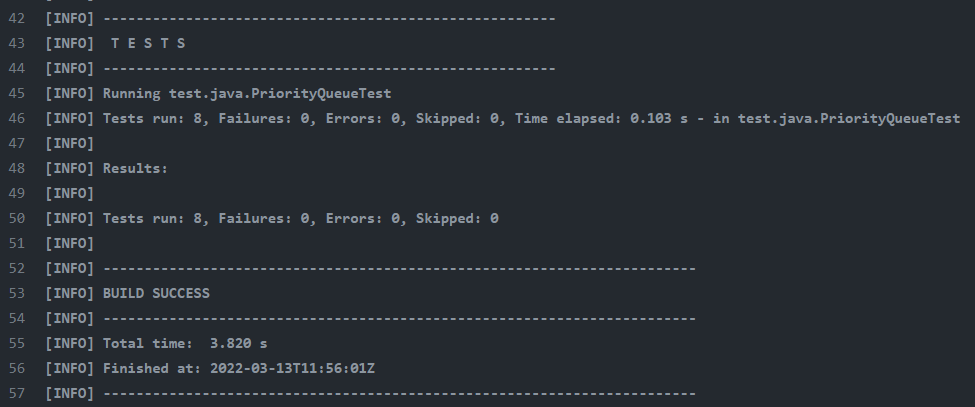 42 [INFO] -------------------------------------------------------
43 [INFO]  T E S T S
44 [INFO] -------------------------------------------------------
45 [INFO] Running test.java.PriorityQueueTest
46 [INFO] Tests run: 8, Failures: 0, Errors: 0, Skipped: 0, Time elapsed: 0.103 s - in test.java.PriorityQueueTest
47 [INFO]
48 [INFO] Results:
49 [INFO]
50 [INFO] Tests run: 8, Failures: 0, Errors: 0, Skipped: 0
51 [INFO]
52 [INFO] ------------------------------------------------------------------------
53 [INFO] BUILD SUCCESS
54 [INFO] ------------------------------------------------------------------------
55 [INFO] Total time:  3.820 s
56 [INFO] Finished at: 2022-03-13T11:56:01Z
57 [INFO] ------------------------------------------------------------------------